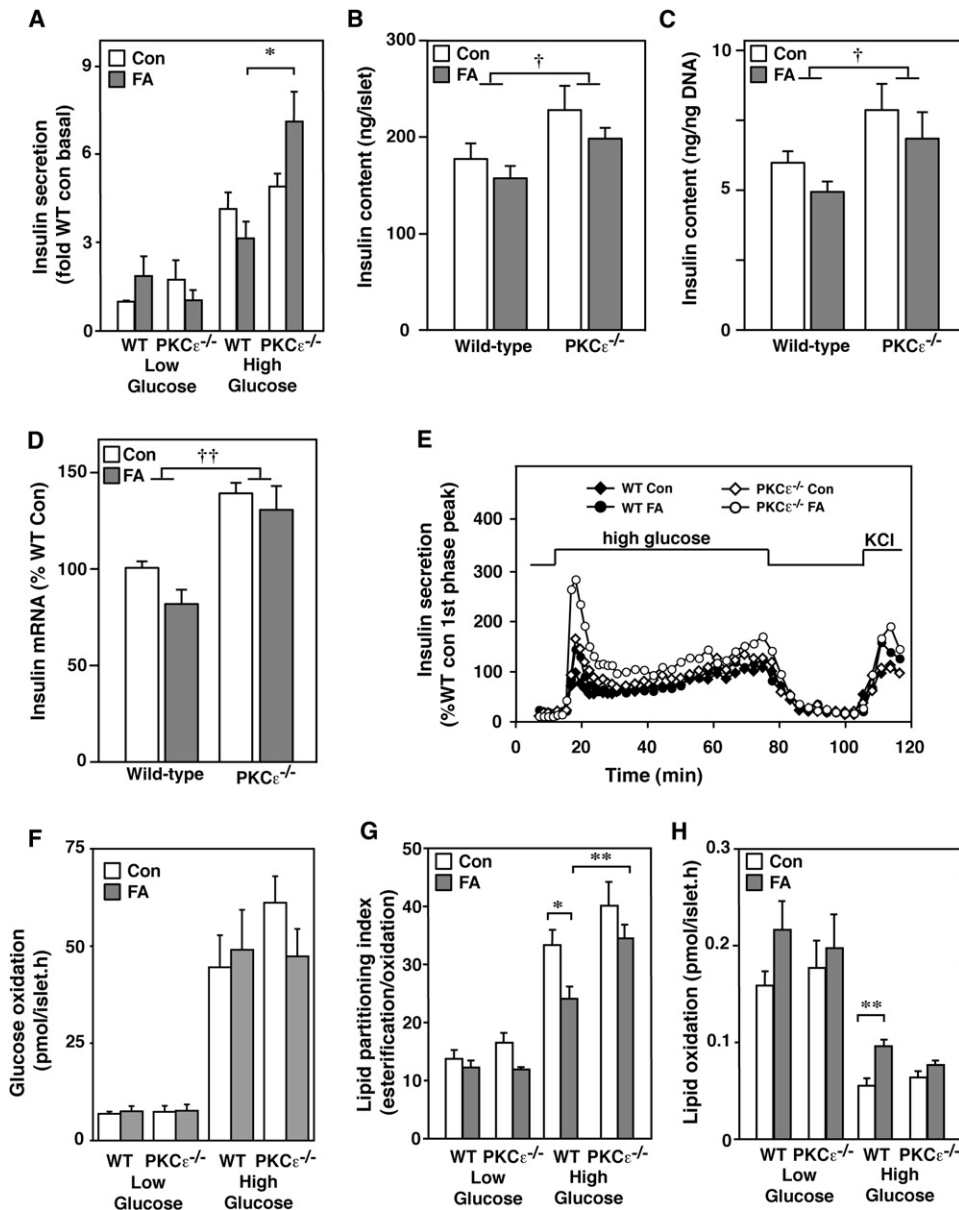 A
Con
FA
*
Insulin secretion
(fold WT con basal)
9
6
3
0
WT PKCε-/- WT PKCε-/-
Low Glucose
High Glucose
B
300
Con
FA
†
Insulin content (ng/islet)
200
100
0
Wild-type PKCε-/-
C
10
Con
FA
†
Insulin content (ng/ng DNA)
5
0
Wild-type PKCε-/-
D
Con
FA
††
150
Insulin mRNA (% WT Con)
100
50
0
Wild-type PKCε-/-
E
WT Con PKCε-/- Con
WT FA PKCε-/- FA
Insulin secretion
(%WT con 1st phase peak)
400
high glucose KCl
300
200
100
0
0 20 40 60 80 100 120
Time (min)
F
75
Con
FA
Glucose oxidation
(pmol/islet.h)
50
25
0
WT PKCε-/- WT PKCε-/-
Low Glucose
High Glucose
G
50
Con
FA
**
*
Lipid partitioning index
(esterification/oxidation)
40
30
20
10
0
WT PKCε-/- WT PKCε-/-
Low Glucose
High Glucose
H
0.3
Con
FA
**
Lipid oxidation (pmol/islet.h)
0.2
0.1
0
WT PKCε-/- WT PKCε-/-
Low Glucose
High Glucose